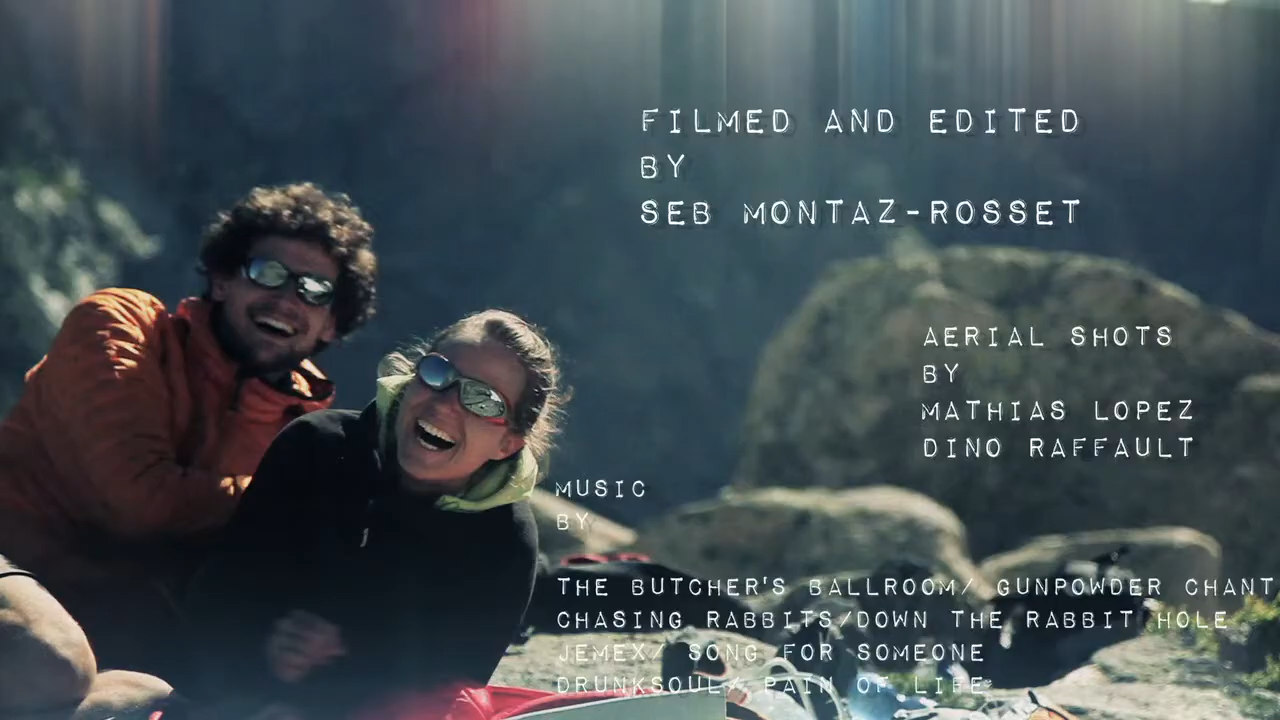 FILMED AND EDITED
BY
SEB MONTAZ-ROSSET
AERIAL SHOTS
BY
MATHIAS LOPEZ
DINO RAFFAULT
MUSIC
BY
THE BUTCHER'S BALLROOM/ GUNPOWDER CHANT
CHASING RABBITS/DOWN THE RABBIT HOLE
JEMEX/ SONG FOR SOMEONE
DRUNKSOUL/ PAIN OF LIFE